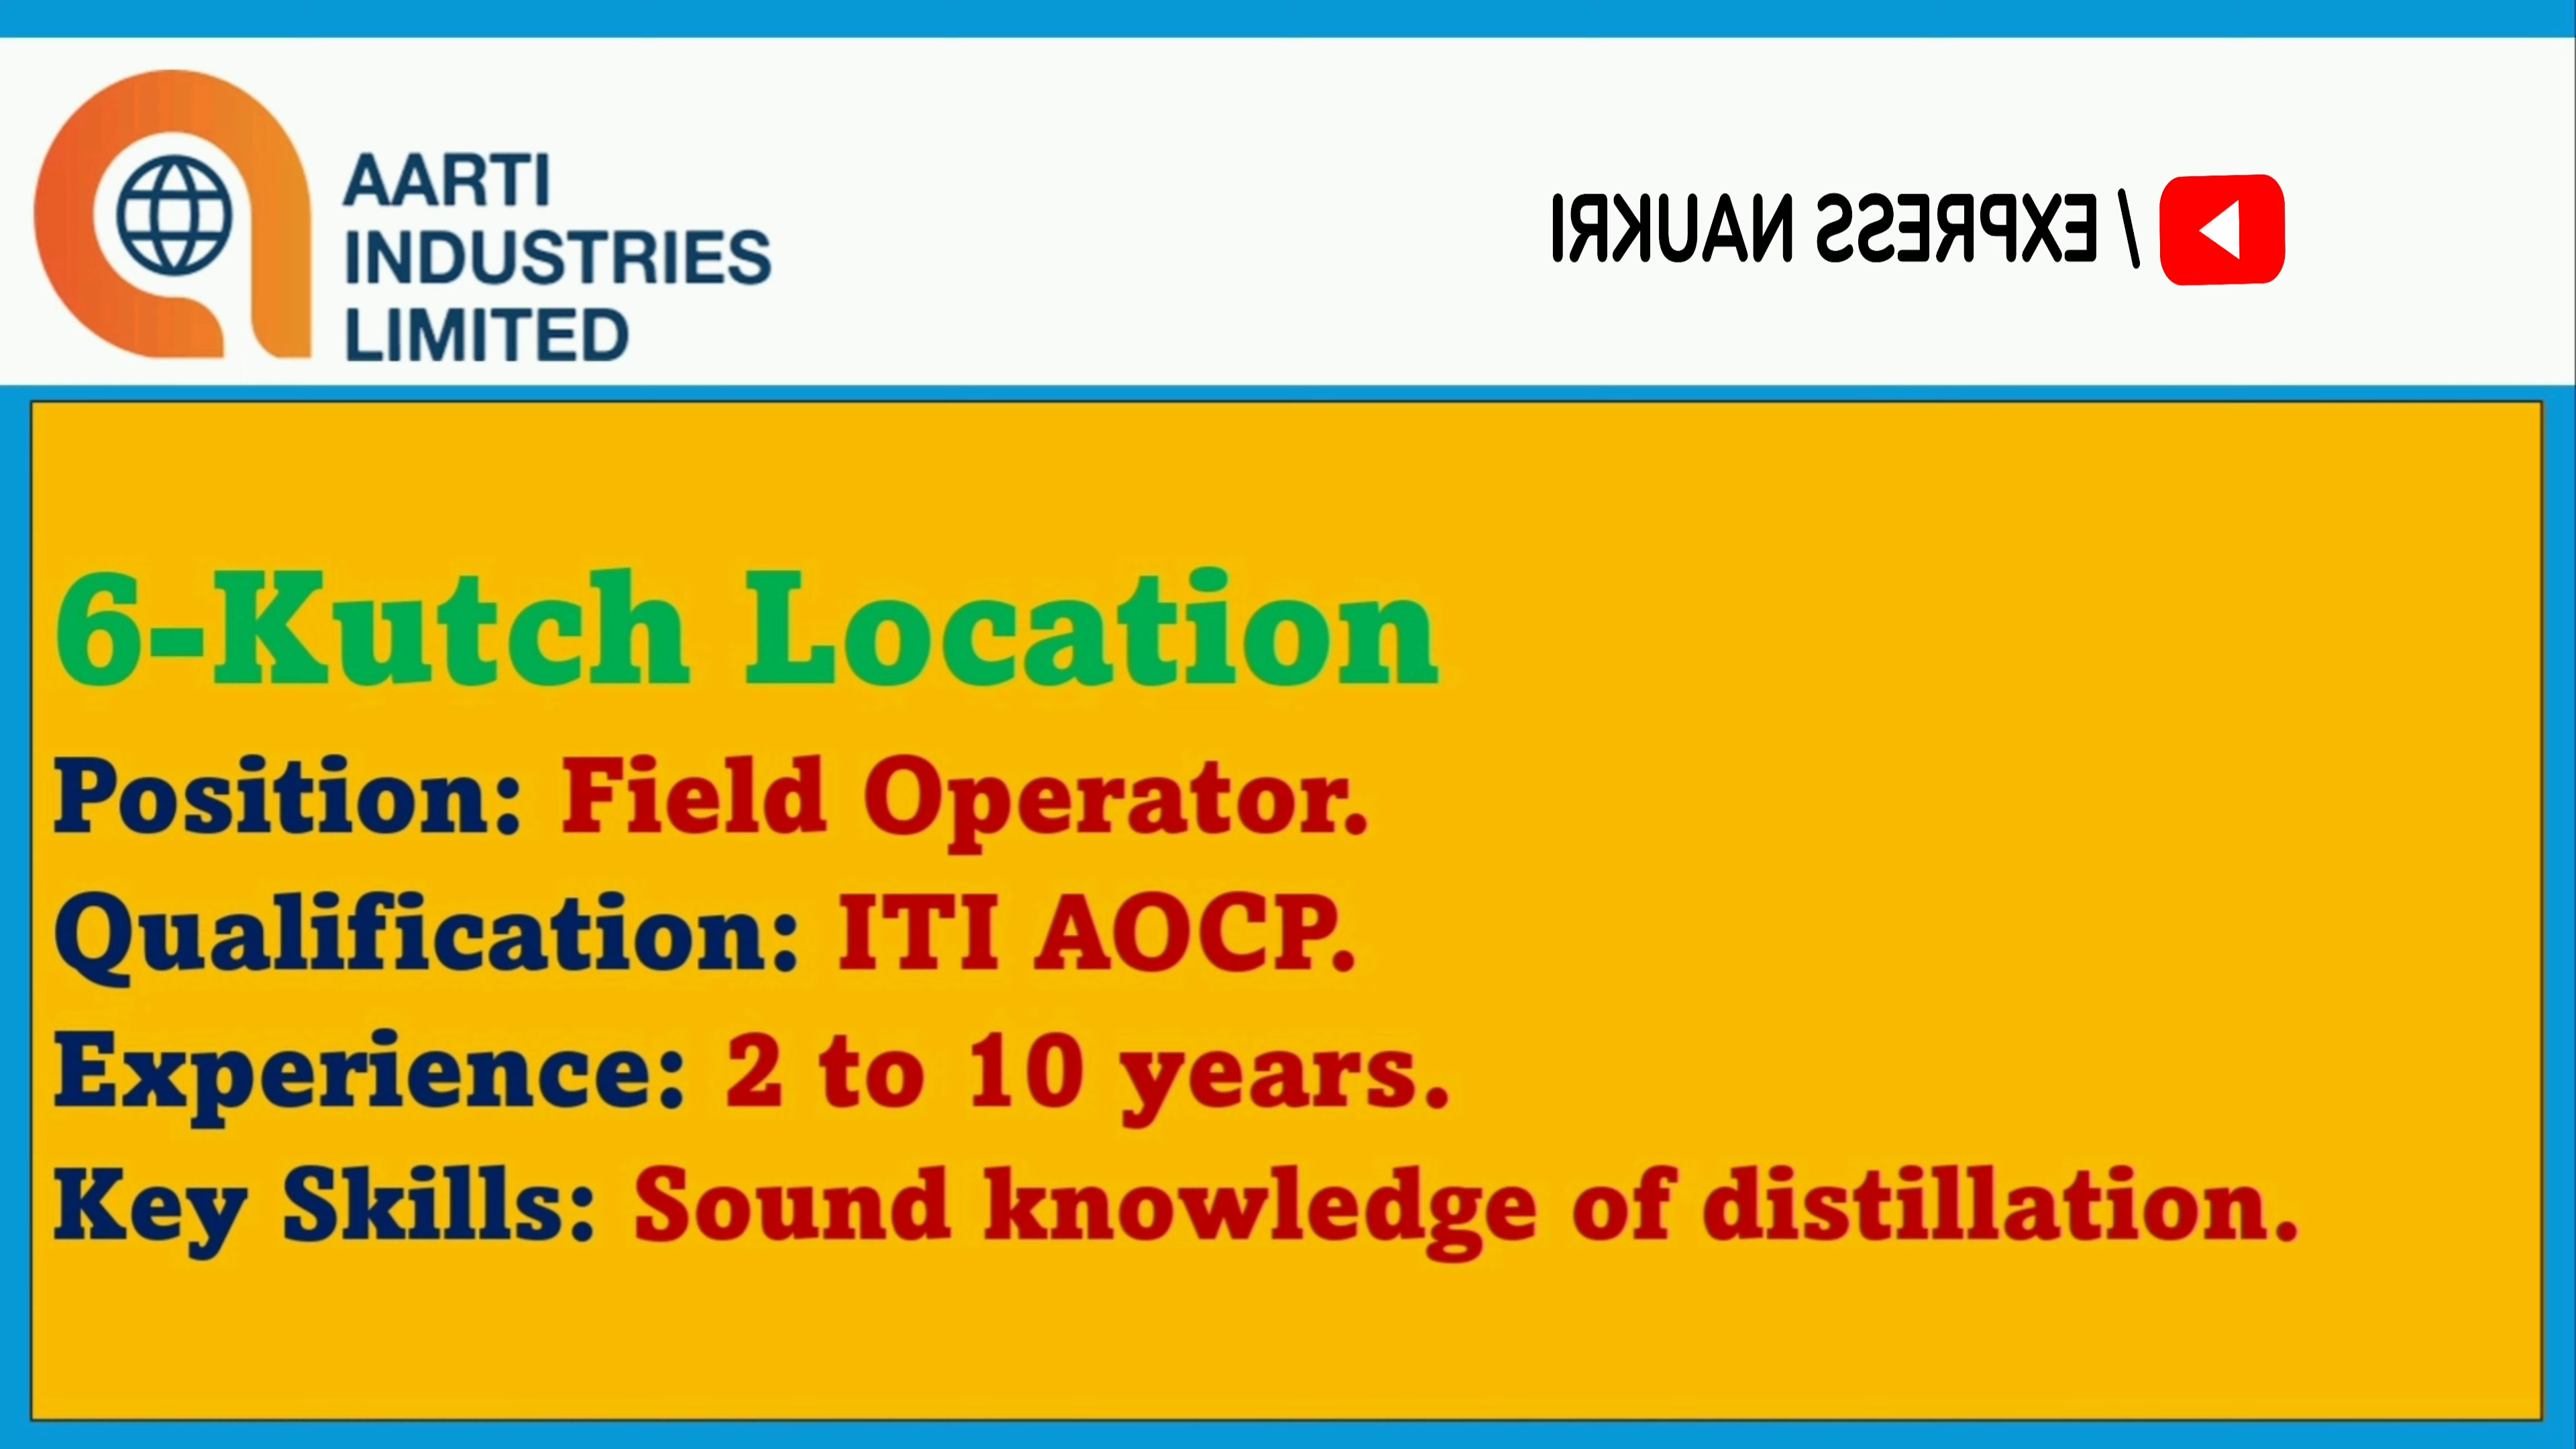 AARTI
INDUSTRIES
LIMITED
/ EXPRESS NAUKRI
6-Kutch Location
Position: Field Operator.
Qualification: ITI AOCP.
Experience: 2 to 10 years.
Key Skills: Sound knowledge of distillation.